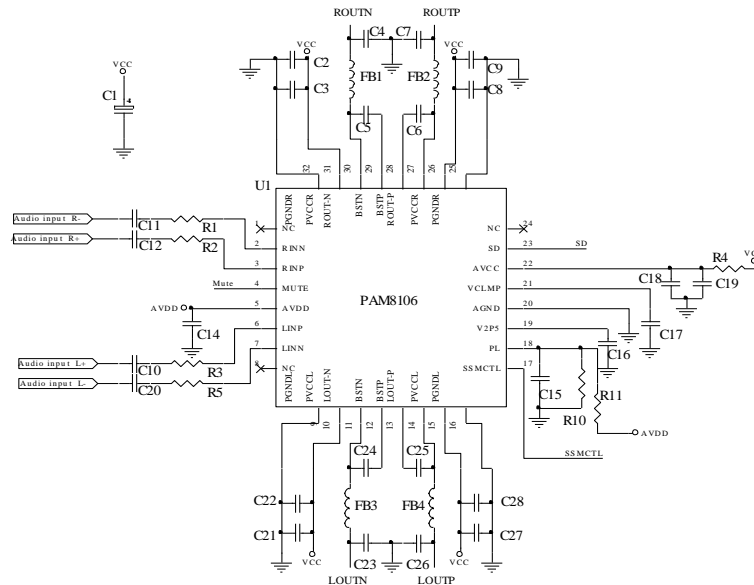 ROUTN ROUTP
VCC C4 C7 VCC
VCC C2 C9
C1 C3 FB1 FB2 C8
C5 C6
32 31 30 29 28 27 26 25
U1
PGNDR PVCCR ROUT-N BSTN BSTP ROUT-P PVCCR PGNDR
Audio input R- C11 R1 1 NC NC 24
Audio input R+ C12 R2 2 RINN SD 23 SD
3 RINP AVCC 22 C18 C19 R4
Mute 4 MUTE VCLMP 21
AVDD 5 AVDD PAM8106 AGND 20
C14 6 LINP V2P5 19 C16 C17
Audio input L+ C10 R3 7 LINN PL 18
Audio input L- C20 R5 8 NC SSMCTL 17
PGNDL PVCCL LOUT-N BSTN BSTP LOUT-P PVCCL PGNDL
C15 R10 R11
AVDD
9 10 11 12 13 14 15 16
C24 C25 SSMCTL
C22 FB3 FB4 C28
C21 C27
VCC C23 C26 VCC
LOUTN LOUTP